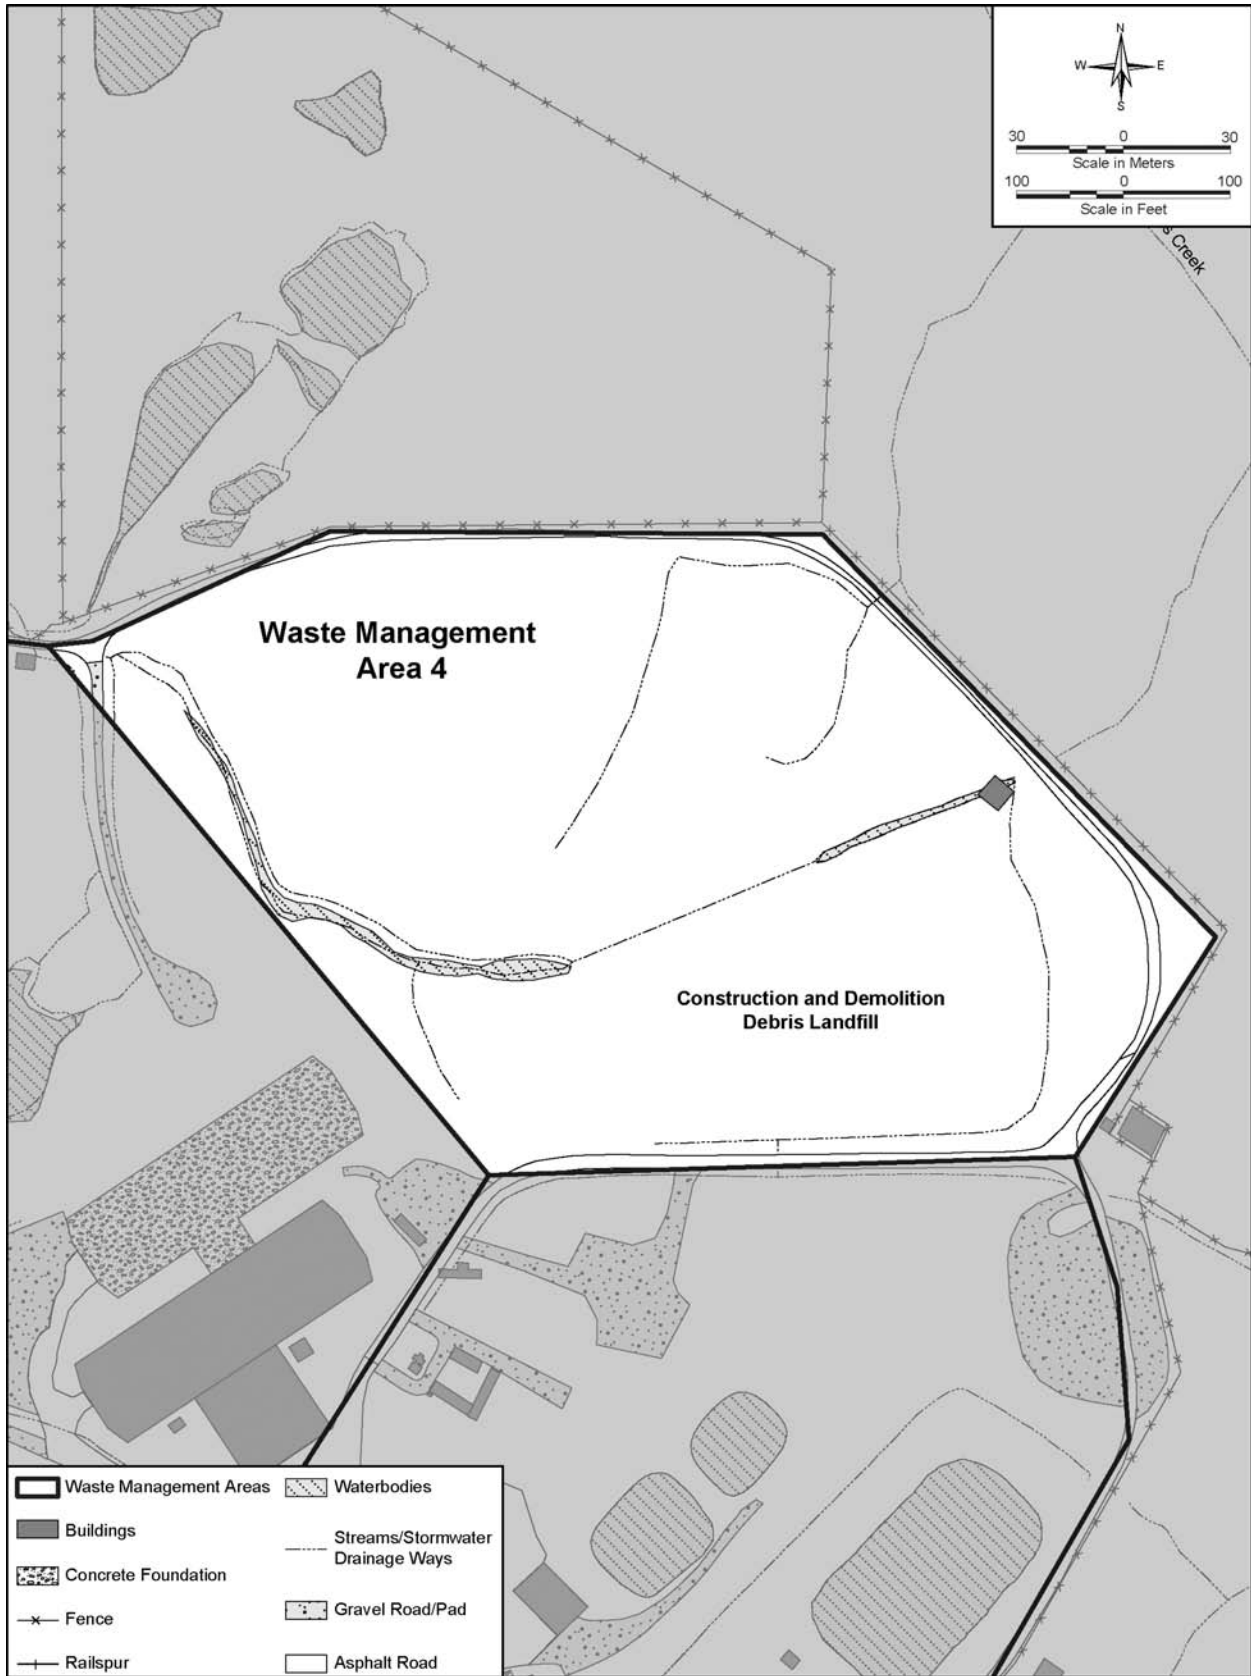 N
W E
S
30 0 30
Scale in Meters
100 0 100
Scale in Feet
Creek
Waste Management
Area 4
Construction and Demolition
Debris Landfill
Waste Management Areas
Buildings
Concrete Foundation
Fence
Railspur
Waterbodies
Streams/Stormwater
Drainage Ways
Gravel Road/Pad
Asphalt Road